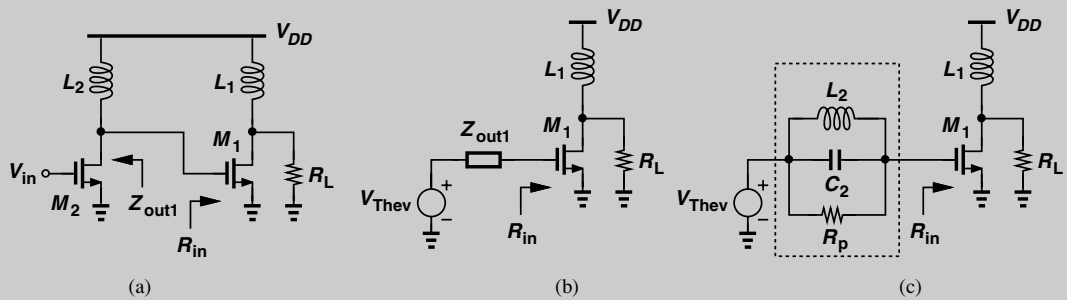 V_DD
L_2
L_1
M_1
V_in
M_2
Z_out1
R_in
R_L
(a)
V_DD
L_1
Z_out1
M_1
V_Thev
+
−
R_in
R_L
(b)
V_DD
L_1
L_2
M_1
C_2
V_Thev
+
−
R_p
R_in
R_L
(c)